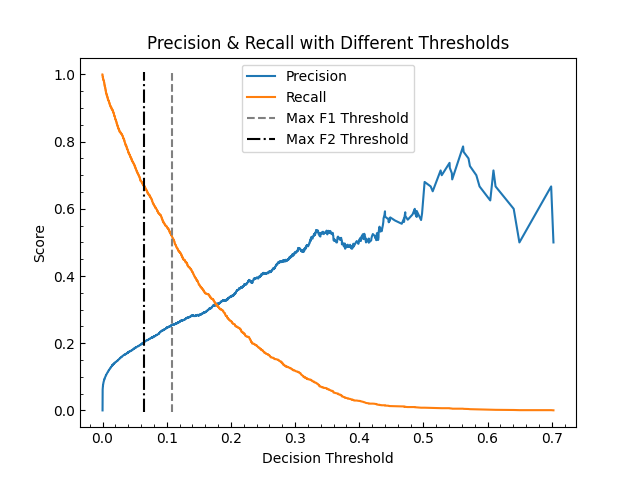 Precision & Recall with Different Thresholds
Precision
Recall
Max F1 Threshold
Max F2 Threshold
Score
1.0
0.8
0.6
0.4
0.2
0.0
0.0 0.1 0.2 0.3 0.4 0.5 0.6 0.7
Decision Threshold